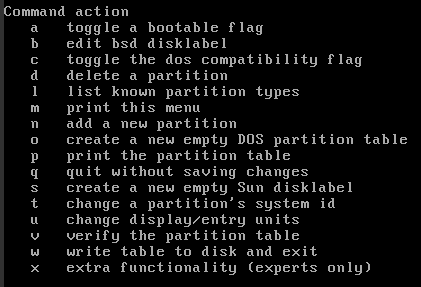 Command action
a   toggle a bootable flag
b   edit bsd disklabel
c   toggle the dos compatibility flag
d   delete a partition
l   list known partition types
m   print this menu
n   add a new partition
o   create a new empty DOS partition table
p   print the partition table
q   quit without saving changes
s   create a new empty Sun disklabel
t   change a partition's system id
u   change display/entry units
v   verify the partition table
w   write table to disk and exit
x   extra functionality (experts only)